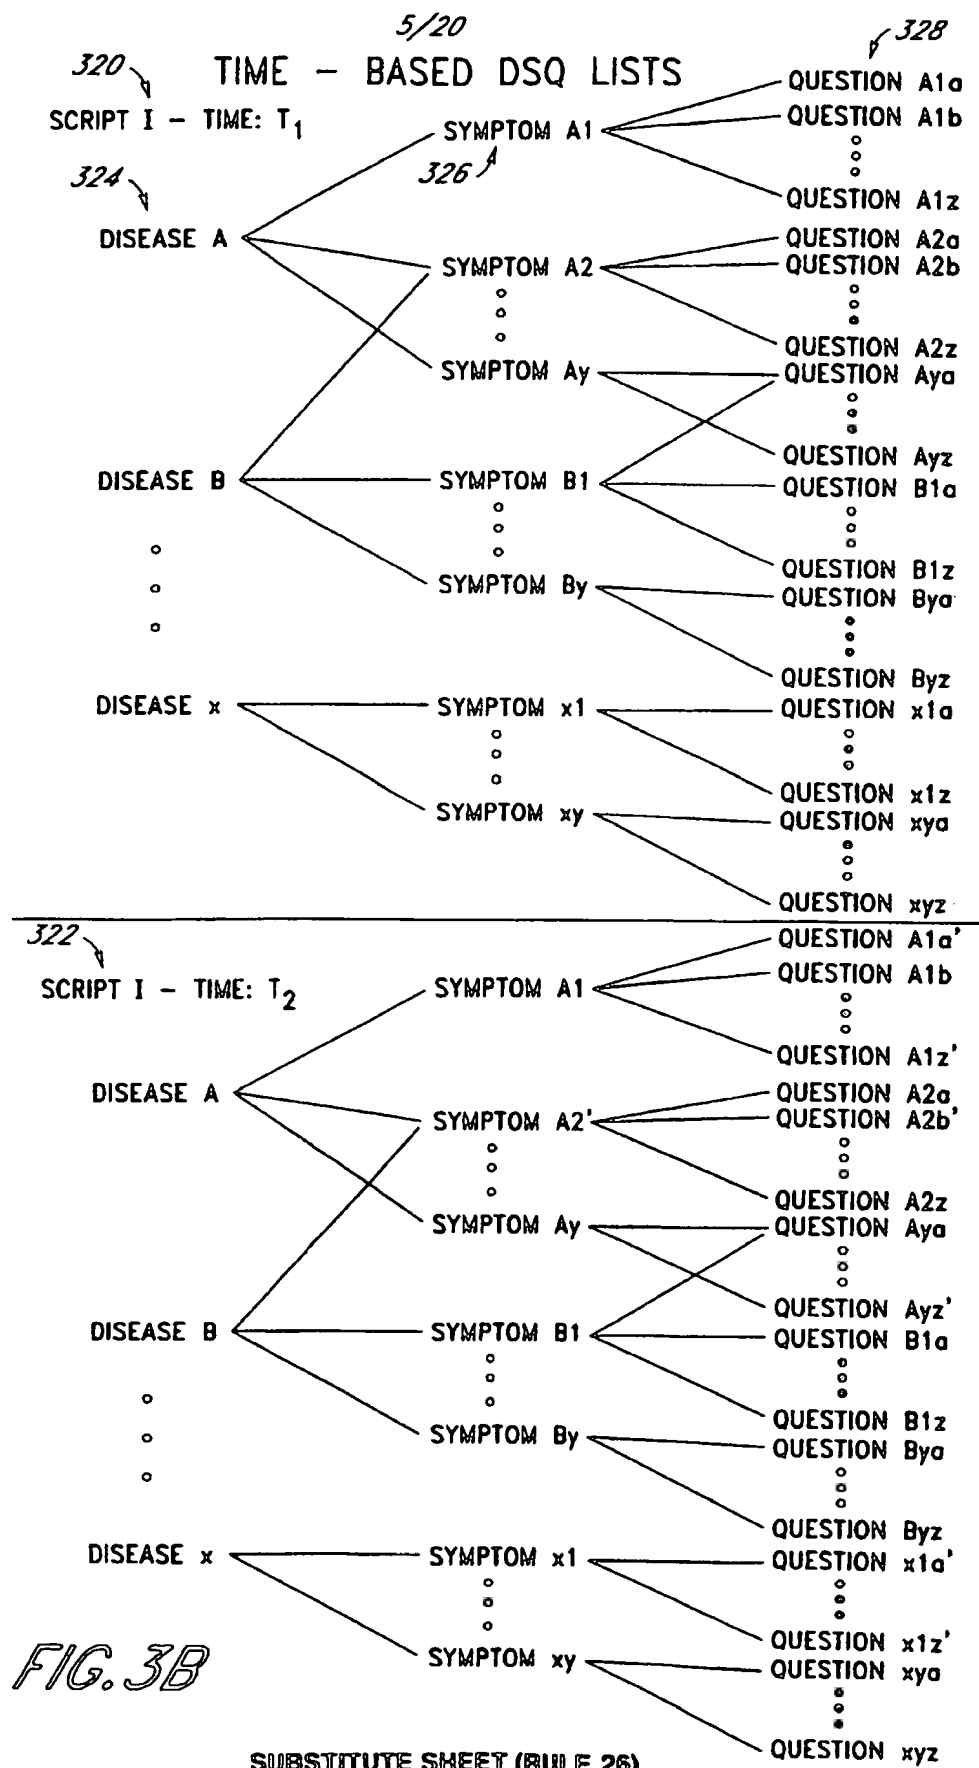 5/20
328
320
TIME - BASED DSQ LISTS
QUESTION A1a
SCRIPT I - TIME: T1
SYMPTOM A1
QUESTION A1b
326
324
QUESTION A1z
DISEASE A
QUESTION A2a
SYMPTOM A2
QUESTION A2b
QUESTION A2z
SYMPTOM Ay
QUESTION Aya
QUESTION Ayz
DISEASE B
SYMPTOM B1
QUESTION B1a
QUESTION B1z
SYMPTOM By
QUESTION Bya
QUESTION Byz
DISEASE x
SYMPTOM x1
QUESTION x1a
QUESTION x1z
SYMPTOM xy
QUESTION xya
QUESTION xyz
322
QUESTION A1a'
SCRIPT I - TIME: T2
SYMPTOM A1
QUESTION A1b
QUESTION A1z'
DISEASE A
QUESTION A2a
SYMPTOM A2'
QUESTION A2b'
QUESTION A2z
SYMPTOM Ay
QUESTION Aya
QUESTION Ayz'
DISEASE B
SYMPTOM B1
QUESTION B1a
QUESTION B1z
SYMPTOM By
QUESTION Bya
QUESTION Byz
DISEASE x
SYMPTOM x1
QUESTION x1a'
QUESTION x1z'
SYMPTOM xy
QUESTION xya
FIG. 3B
QUESTION xyz
SUBSTITUTE SHEET (RULE 26)